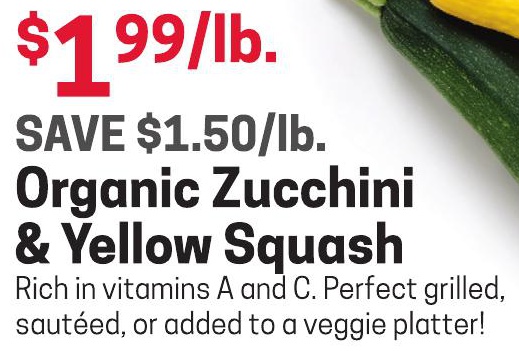 $1 99/lb.
SAVE $1.50/lb.
Organic Zucchini
& Yellow Squash
Rich in vitamins A and C. Perfect grilled,
sautéed, or added to a veggie platter!